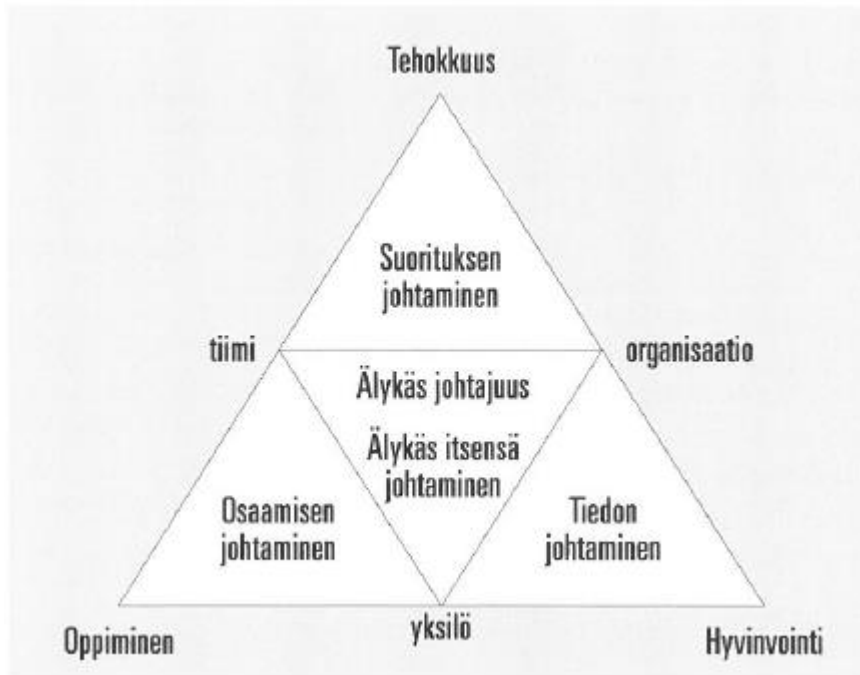 Tehokkuus
Suorituksen
johtaminen
tiimi
organisaatio
Älykäs johtajuus
Älykäs itsensä
johtaminen
Osaamisen
johtaminen
Tiedon
johtaminen
Oppiminen
yksilö
Hyvinvointi